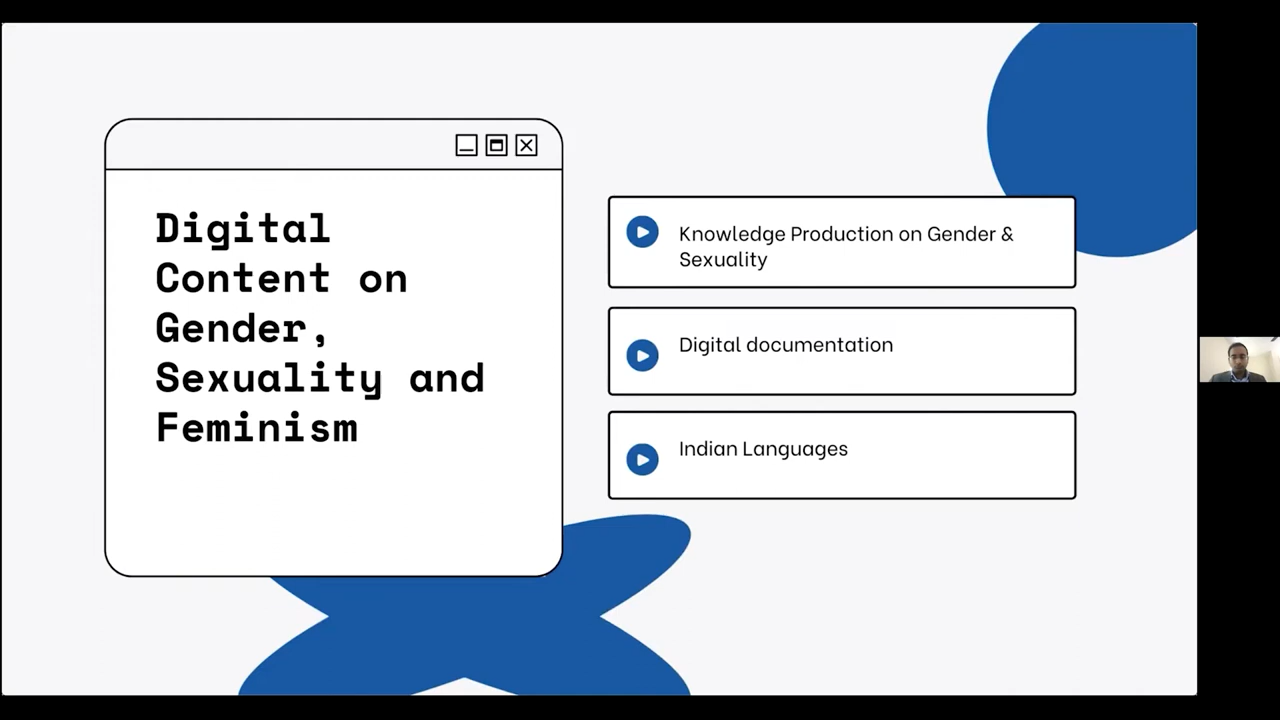 Digital
Content on
Gender,
Sexuality and
Feminism
Knowledge Production on Gender &
Sexuality
Digital documentation
Indian Languages